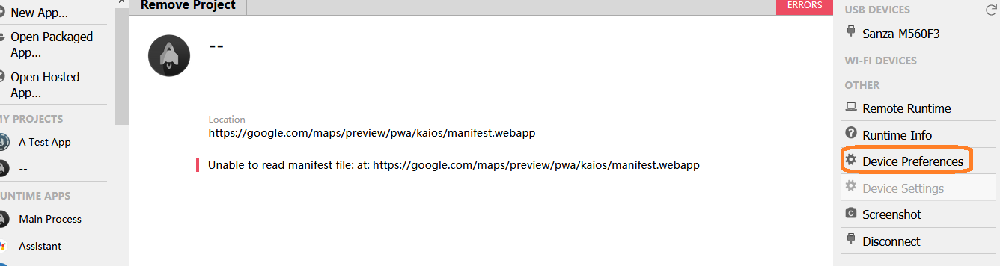 New App...
Open Packaged
App...
Open Hosted
App...
MY PROJECTS
A Test App
--
RUNTIME APPS
Main Process
Assistant
Remove Project
ERRORS
--
Location
https://google.com/maps/preview/pwa/kaios/manifest.webapp
Unable to read manifest file: at: https://google.com/maps/preview/pwa/kaios/manifest.webapp
USB DEVICES
Sanza-M560F3
WI-FI DEVICES
OTHER
Remote Runtime
Runtime Info
Device Preferences
Device Settings
Screenshot
Disconnect